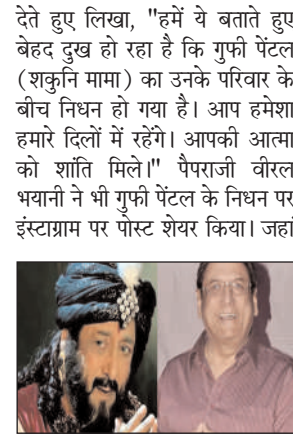 देते हुए लिखा, "हमें ये बताते हुए
बेहद दुख हो रहा है कि गुफी पेंटल
(शकुनि मामा) का उनके परिवार के
बीच निधन हो गया है। आप हमेशा
हमारे दिलों में रहेंगे। आपकी आत्मा
को शांति मिले।" पैपराजी वीरल
भयानी ने भी गुफी पेंटल के निधन पर
इंस्टाग्राम पर पोस्ट शेयर किया। जहां